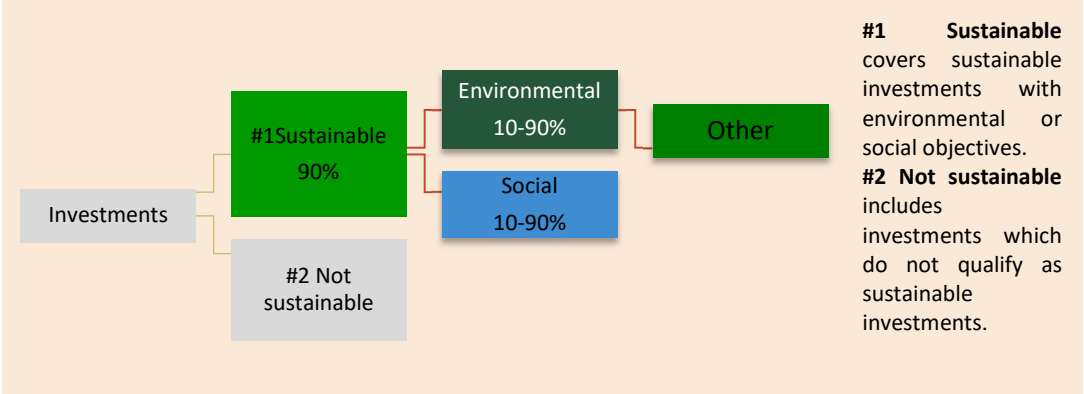 Investments
#1Sustainable
90%
#2 Not
sustainable
Environmental
10-90%
Social
10-90%
Other
#1 Sustainable
covers sustainable
investments with
environmental or
social objectives.
#2 Not sustainable
includes
investments which
do not qualify as
sustainable
investments.